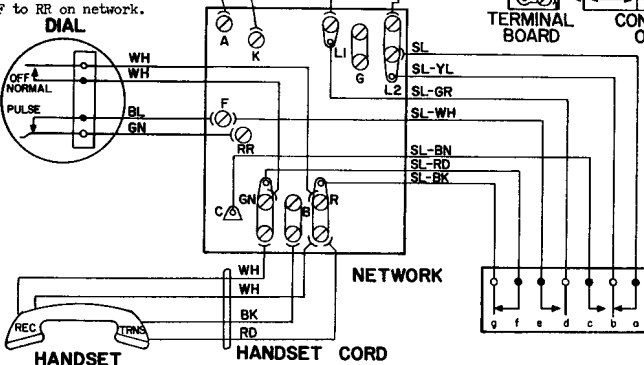 F to RR on network.
DIAL
TERMINAL
BOARD
CON
O
A
K
L1
G
L2
SL
SL-YL
SL-GR
SL-WH
SL-BN
SL-RD
SL-BK
WH
WH
BL
GN
OFF
NORMAL
PULSE
F
RR
C
GN
B
R
NETWORK
WH
WH
BK
RD
REC
TRNS
HANDSET
HANDSET CORD
g f e d c b a